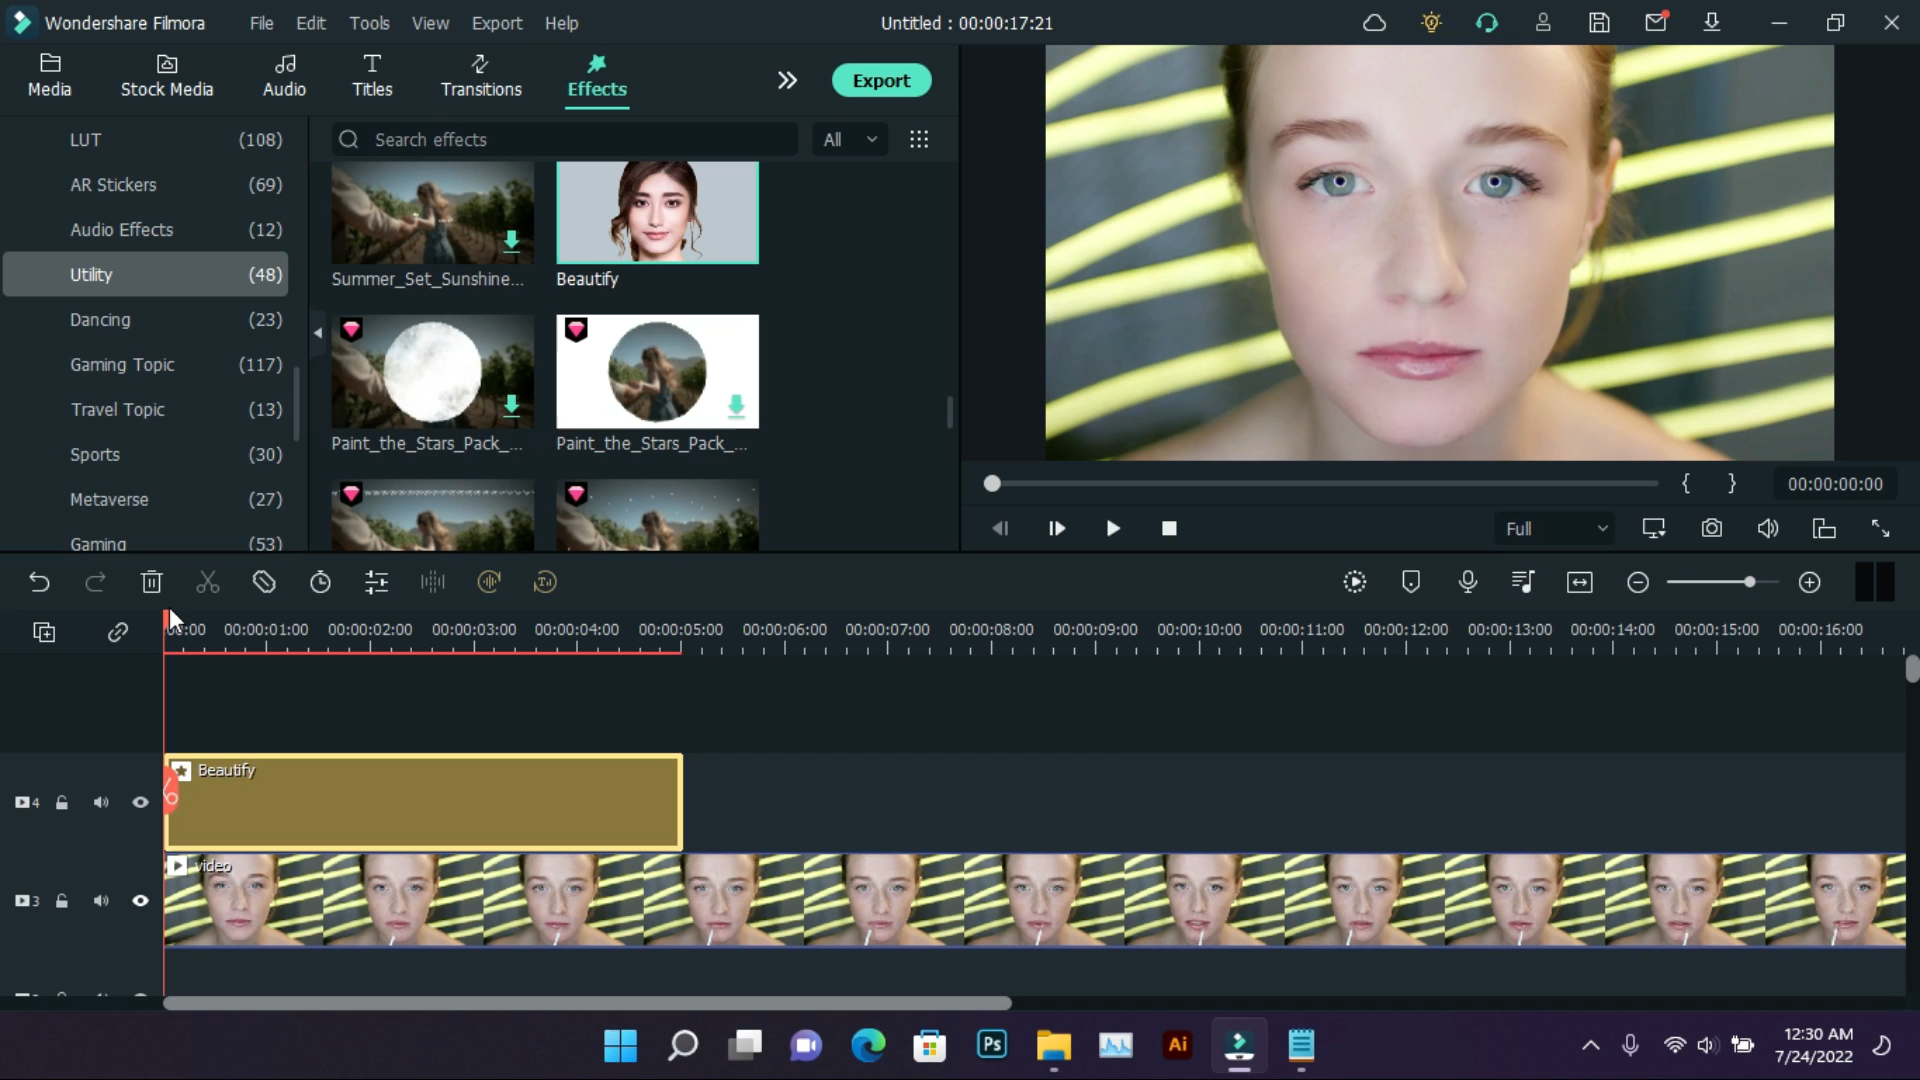 Wondershare Filmora File Edit Tools View Export Help Untitled : 00:00:17:21
Media Stock Media Audio Titles Transitions Effects Export
LUT (108)
AR Stickers (69)
Audio Effects (12)
Utility (48)
Dancing (23)
Gaming Topic (117)
Travel Topic (13)
Sports (30)
Metaverse (27)
Gaming (53)
Search effects All
Summer_Set_Sunshine... Beautify
Paint_the_Stars_Pack_... Paint_the_Stars_Pack_...
{ } 00:00:00:00
Full
00:00:01:00 00:00:02:00 00:00:03:00 00:00:04:00 00:00:05:00 00:00:06:00 00:00:07:00 00:00:08:00 00:00:09:00 00:00:10:00 00:00:11:00 00:00:12:00 00:00:13:00 00:00:14:00 00:00:15:00 00:00:16:00
Beautify
4
video
3
Ps Ai
12:30 AM
7/24/2022